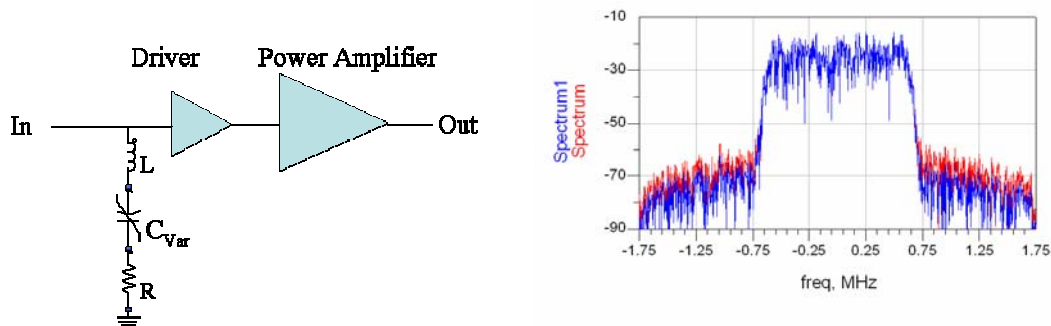 Driver
Power Amplifier
In
Out
L
C_Var
R
Spectrum1
Spectrum
-10
-30
-50
-70
-90
-1.75
-1.25
-0.75
-0.25
0.25
0.75
1.25
1.75
freq, MHz